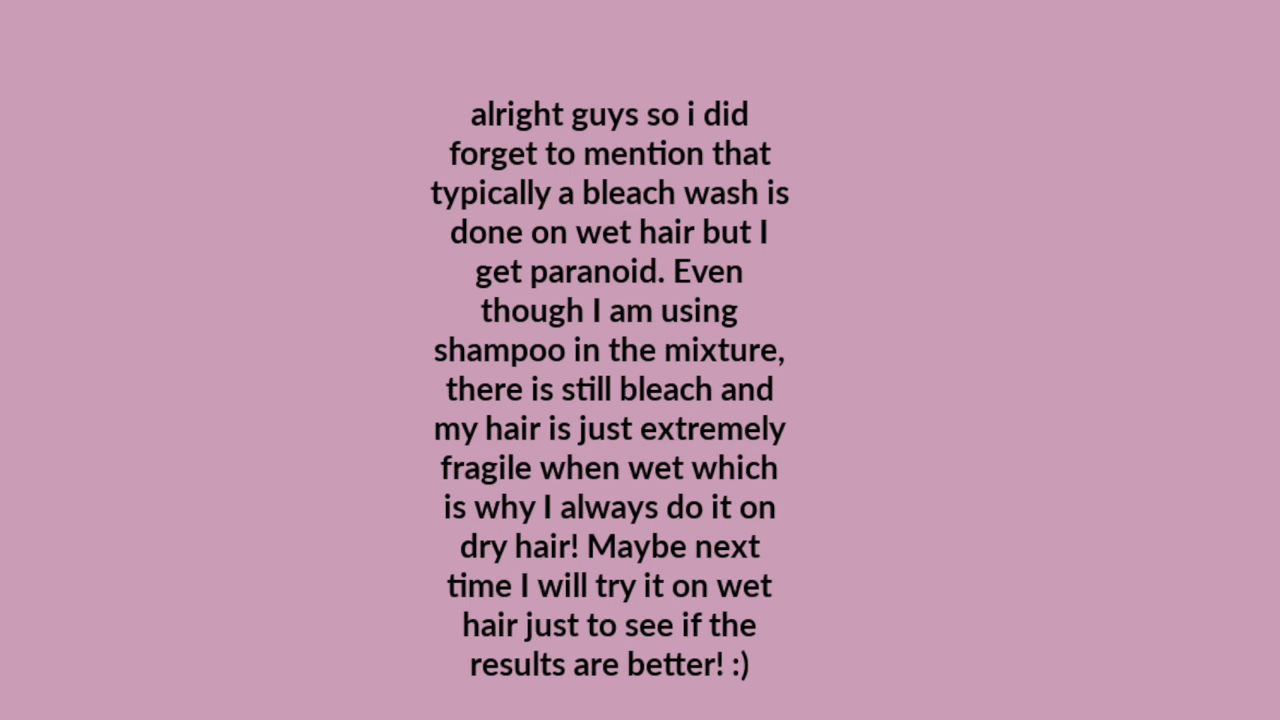 alright guys so i did
forget to mention that
typically a bleach wash is
done on wet hair but I
get paranoid. Even
though I am using
shampoo in the mixture,
there is still bleach and
my hair is just extremely
fragile when wet which
is why I always do it on
dry hair! Maybe next
time I will try it on wet
hair just to see if the
results are better! :)